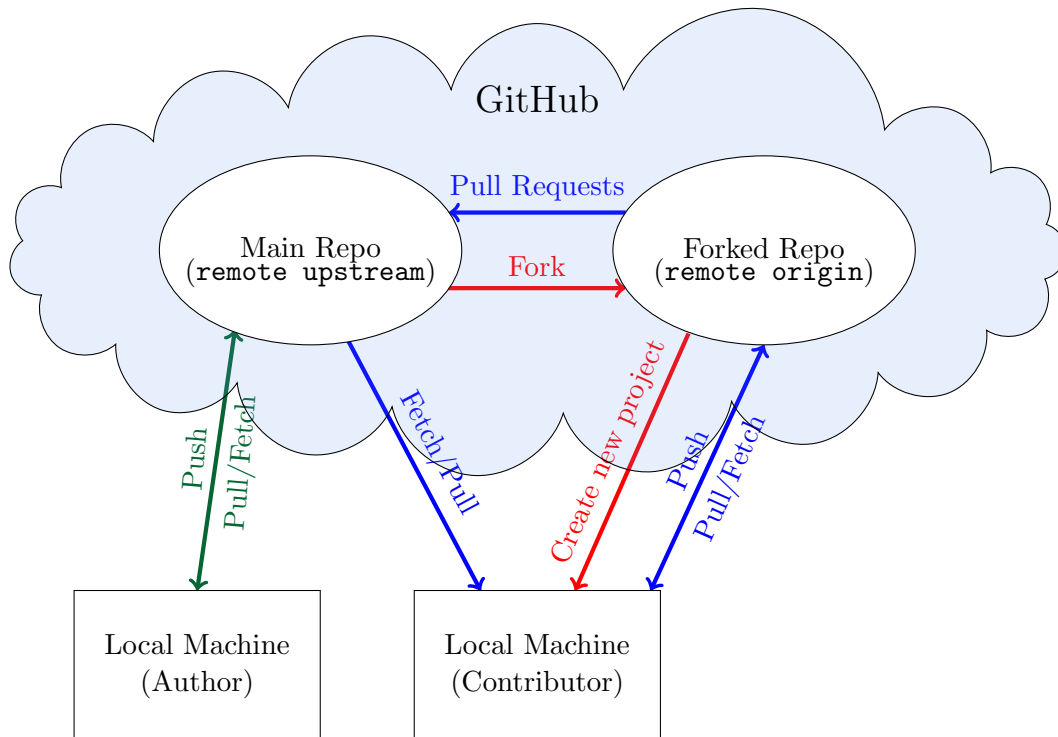 GitHub
Pull Requests
Main Repo
(remote upstream)
Forked Repo
(remote origin)
Fork
Push
Pull/Fetch
Fetch/Pull
Create new project
Push
Pull/Fetch
Local Machine
(Author)
Local Machine
(Contributor)